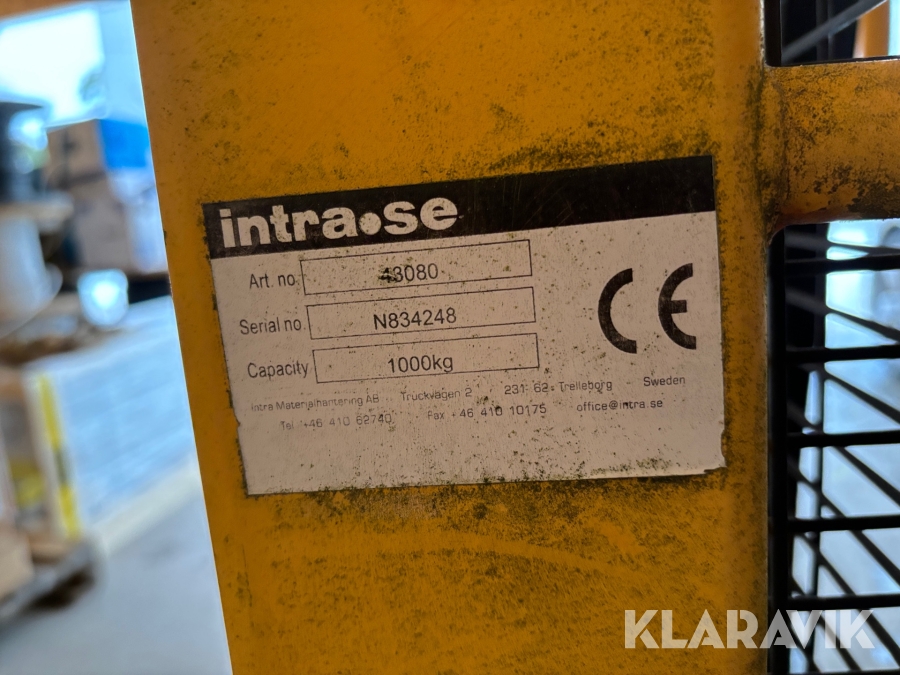 intra.se
Art. no. 43080
Serial no. N834248
Capacity 1000kg
Intra Materialhantering AB Truckvägen 2 231 62 Trelleborg Sweden
Tel +46 410 62740 Fax +46 410 10175 office@intra.se
CE
KLARAVIK